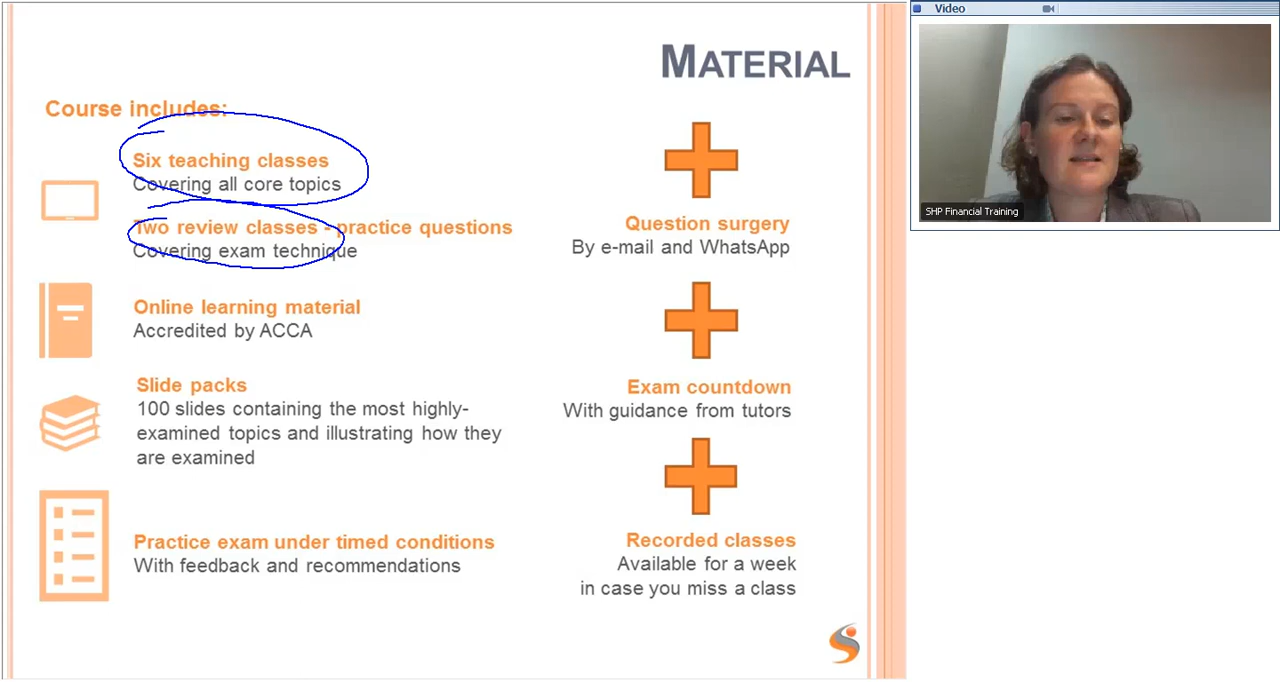 MATERIAL
Course includes:
Six teaching classes
Covering all core topics
Two review classes - practice questions
Covering exam technique
Online learning material
Accredited by ACCA
Slide packs
100 slides containing the most highly-
examined topics and illustrating how they
are examined
Practice exam under timed conditions
With feedback and recommendations
Question surgery
By e-mail and WhatsApp
Exam countdown
With guidance from tutors
Recorded classes
Available for a week
in case you miss a class
Video
SHP Financial Training